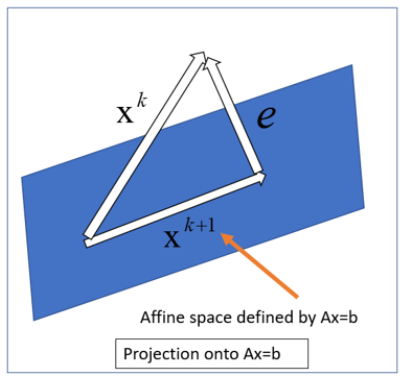 x^k
e
x^{k+1}
Affine space defined by Ax=b
Projection onto Ax=b